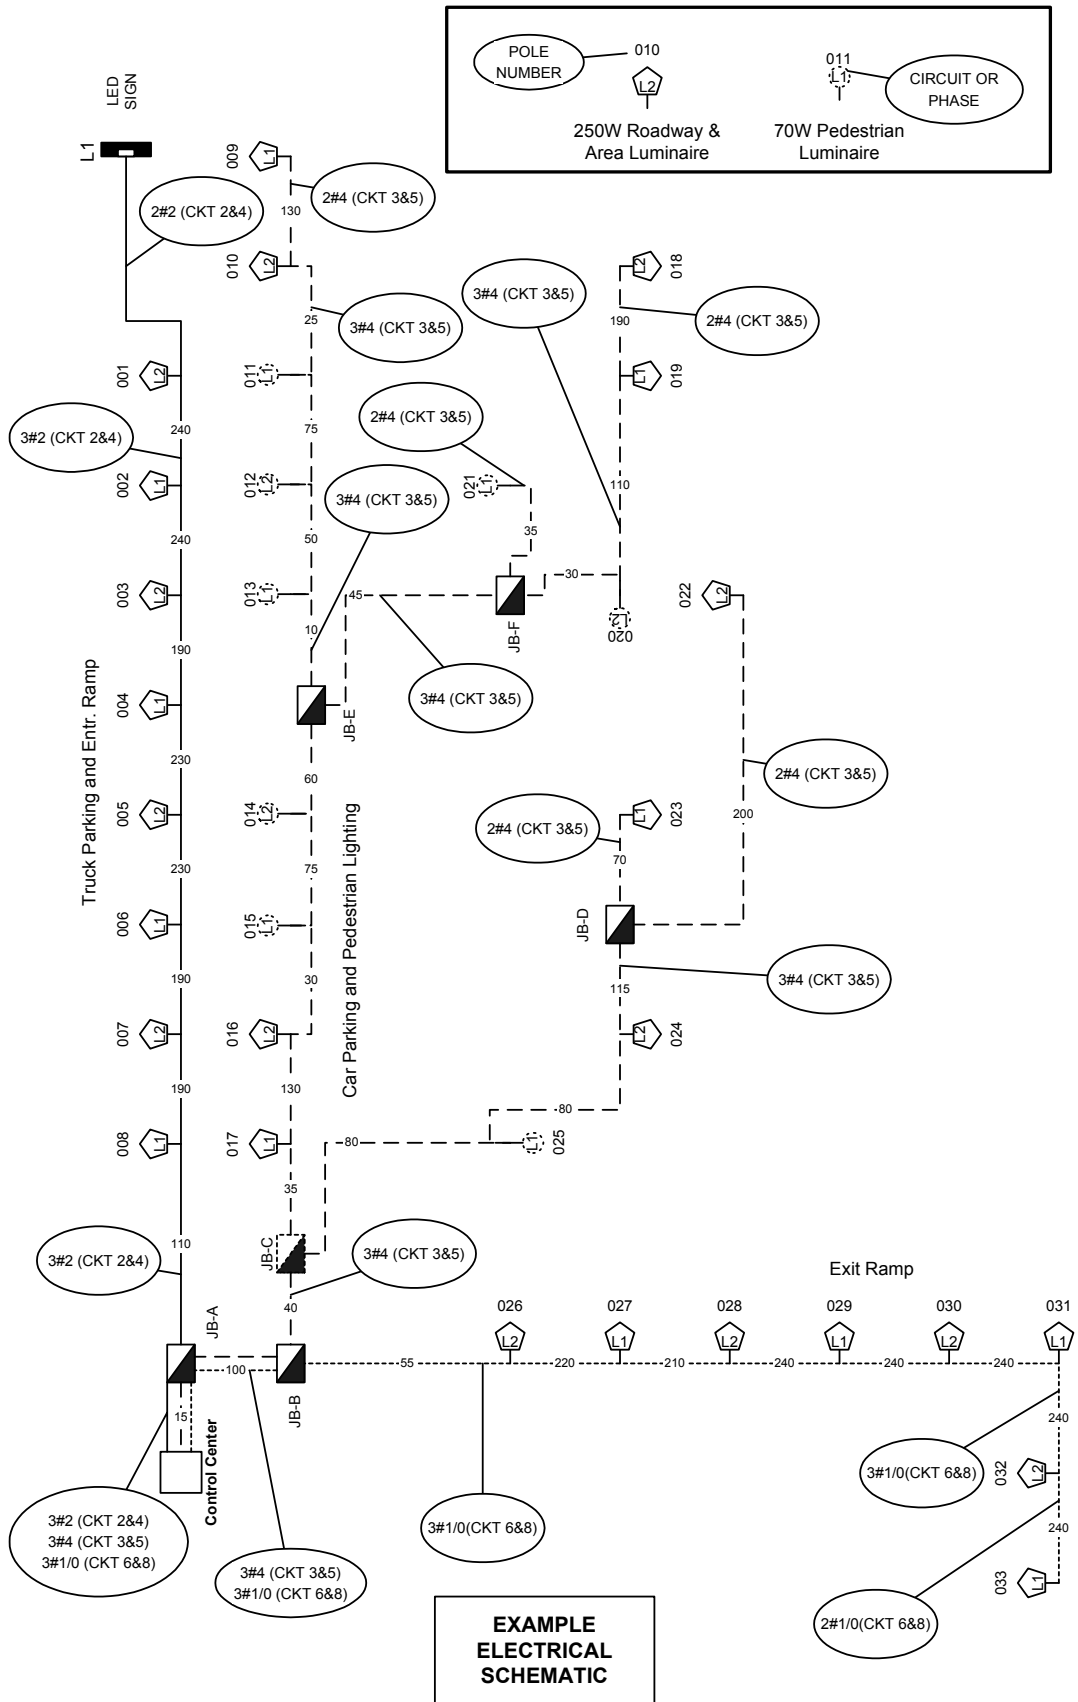 POLE
NUMBER
010
L2
250W Roadway &
Area Luminaire
011
L1
70W Pedestrian
Luminaire
CIRCUIT OR
PHASE
LED
SIGN
L1
2#2 (CKT 2&4)
009
L1
2#4 (CKT 3&5)
130
010
L2
25
3#4 (CKT 3&5)
3#4 (CKT 3&5)
018
L2
190
2#4 (CKT 3&5)
001
L2
011
L1
019
L1
240
3#2 (CKT 2&4)
75
2#4 (CKT 3&5)
002
L1
012
L2
3#4 (CKT 3&5)
021
L1
110
240
50
35
003
L2
013
L1
45
JB-F
30
020
L2
022
L2
190
10
3#4 (CKT 3&5)
004
L1
JB-E
Truck Parking and Entr. Ramp
230
60
2#4 (CKT 3&5)
005
L2
014
L2
2#4 (CKT 3&5)
023
L1
200
230
75
70
Car Parking and Pedestrian Lighting
006
L1
015
L1
JB-D
190
30
115
3#4 (CKT 3&5)
007
L2
016
L2
024
L2
190
130
80
008
L1
017
L1
80
025
L1
35
110
3#2 (CKT 2&4)
JB-C
3#4 (CKT 3&5)
40
JB-A
Exit Ramp
026
027
028
029
030
031
L2
L1
L2
L1
L2
L1
100
55
220
210
240
240
240
JB-B
15
Control Center
240
3#1/0(CKT 6&8)
032
L2
3#2 (CKT 2&4)
3#4 (CKT 3&5)
3#1/0 (CKT 6&8)
3#1/0(CKT 6&8)
240
3#4 (CKT 3&5)
3#1/0 (CKT 6&8)
033
L1
2#1/0(CKT 6&8)
EXAMPLE
ELECTRICAL
SCHEMATIC